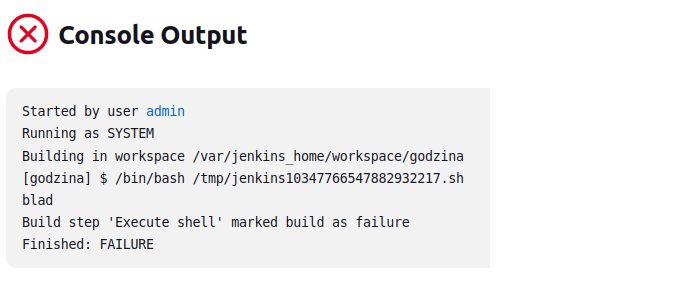 Console Output
Started by user admin
Running as SYSTEM
Building in workspace /var/jenkins_home/workspace/godzina
[godzina] $ /bin/bash /tmp/jenkins10347766547882932217.sh
blad
Build step 'Execute shell' marked build as failure
Finished: FAILURE